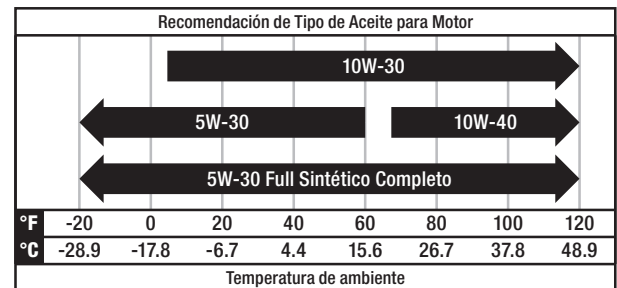 Recomendación de Tipo de Aceite para Motor
10W-30
5W-30 10W-40
5W-30 Full Sintético Completo
°F -20 0 20 40 60 80 100 120
°C -28.9 -17.8 -6.7 4.4 15.6 26.7 37.8 48.9
Temperatura de ambiente